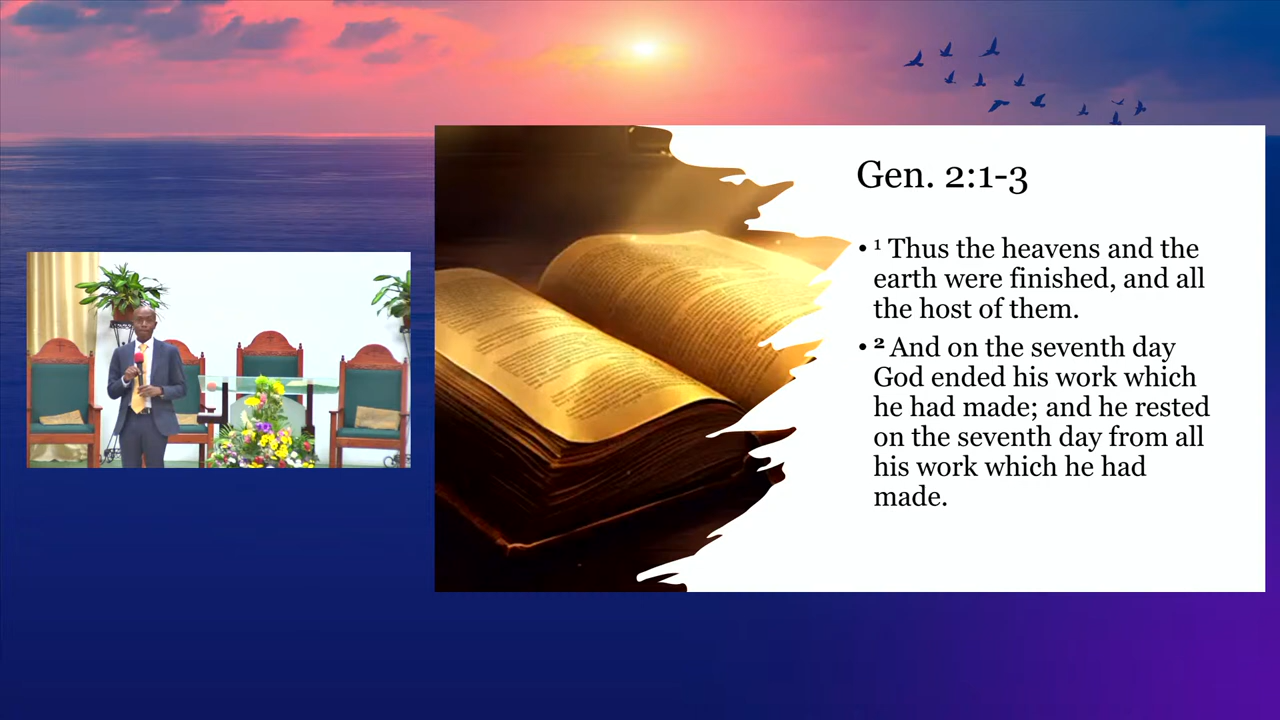 Gen. 2:1-3
• ¹ Thus the heavens and the
earth were finished, and all
the host of them.
• ² And on the seventh day
God ended his work which
he had made; and he rested
on the seventh day from all
his work which he had
made.